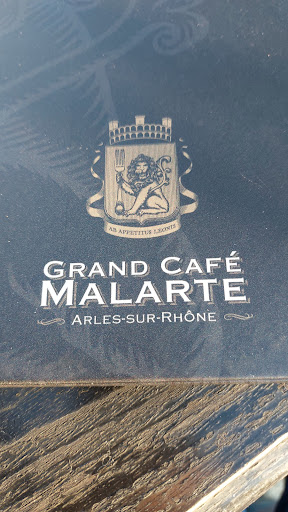 AB APPETITUS LEONIS
GRAND CAFÉ
MALARTE
ARLES-SUR-RHÔNE